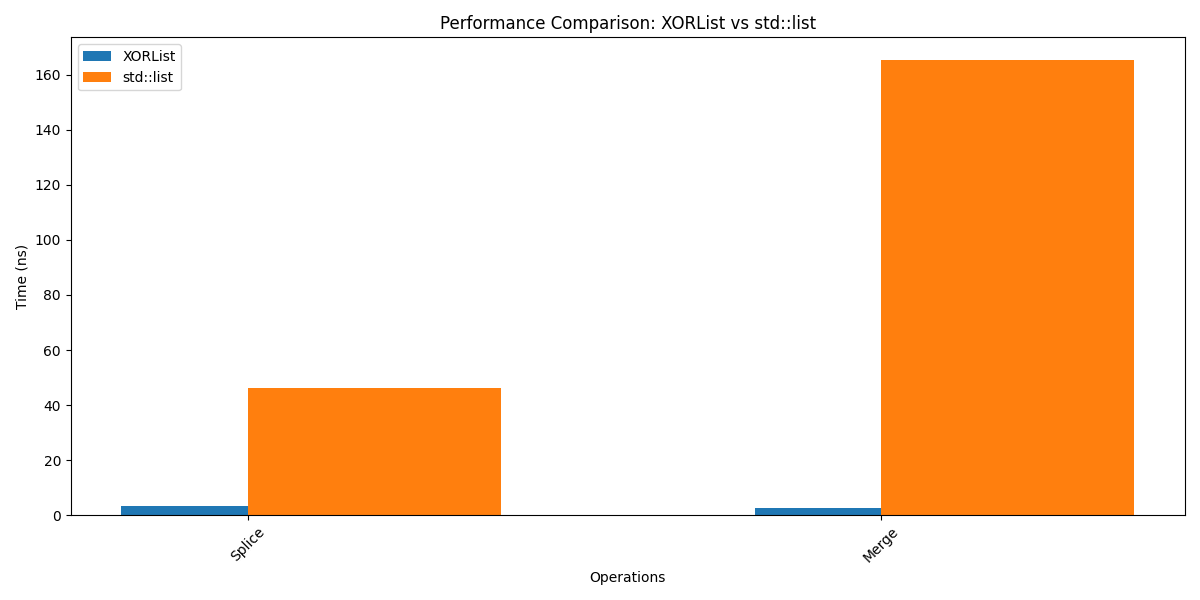 Performance Comparison: XORList vs std::list
XORList
std::list
Time (ns)
160
140
120
100
80
60
40
20
0
Splice
Merge
Operations